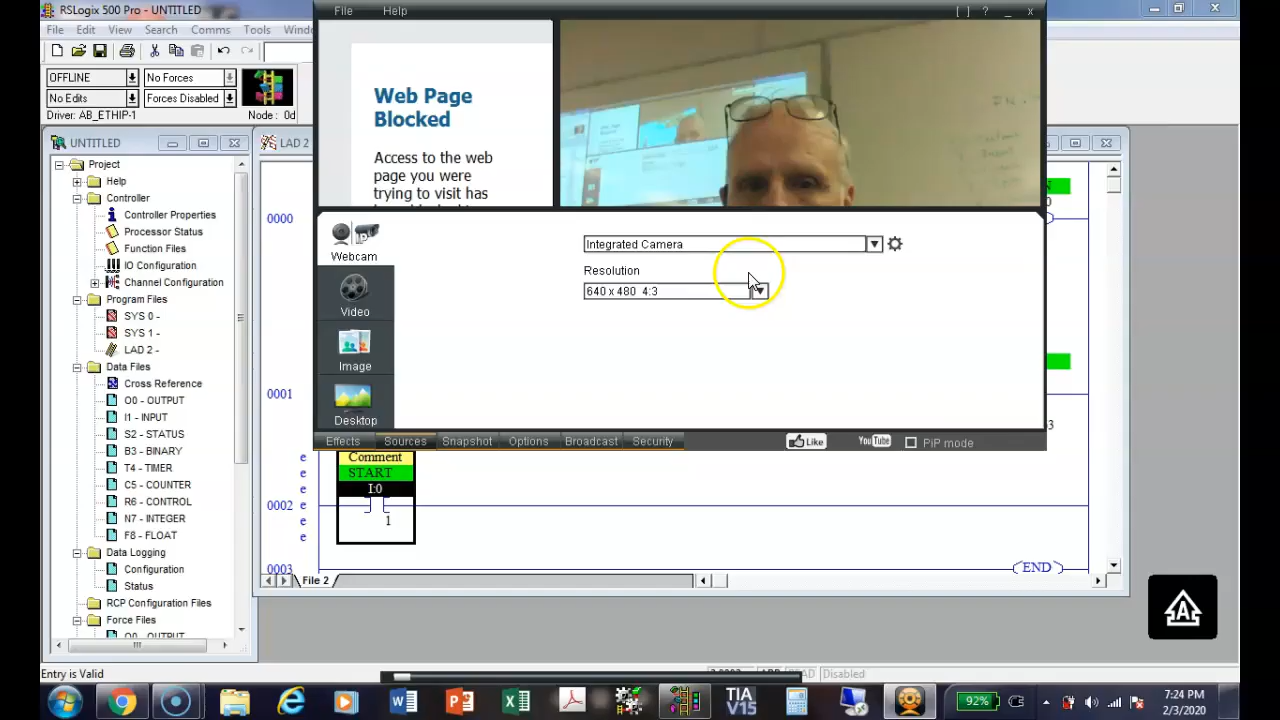 RSLogix 500 Pro - UNTITLED
File Edit View Search Comms Tools
OFFLINE
No Forces
No Edits
Forces Disabled
Driver: AB_ETHIP-1
Node : 0d
UNTITLED
Project
Help
Controller
Controller Properties
Processor Status
Function Files
IO Configuration
Channel Configuration
Program Files
SYS 0 -
SYS 1 -
LAD 2 -
Data Files
Cross Reference
O0 - OUTPUT
I1 - INPUT
S2 - STATUS
B3 - BINARY
T4 - TIMER
C5 - COUNTER
R6 - CONTROL
N7 - INTEGER
F8 - FLOAT
Data Logging
Configuration
Status
RCP Configuration Files
Force Files
LAD 2
0000
0001
0002
0003
e
e
e
e
e
e
Comment
START
I:0
1
END
File 2
File Help
Web Page
Blocked
Access to the web
page you were
trying to visit has
Webcam
Video
Image
Desktop
Integrated Camera
Resolution
640 x 480 4:3
Effects Sources Snapshot Options Broadcast Security
Like
YouTube
PiP mode
Entry is Valid
Disabled
TIA
V15
92%
7:24 PM
2/3/2020